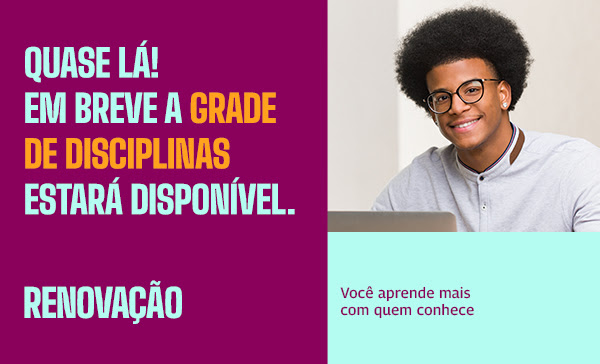 QUASE LÁ!
EM BREVE A GRADE
DE DISCIPLINAS
ESTARÁ DISPONÍVEL.
RENOVAÇÃO
Você aprende mais
com quem conhece